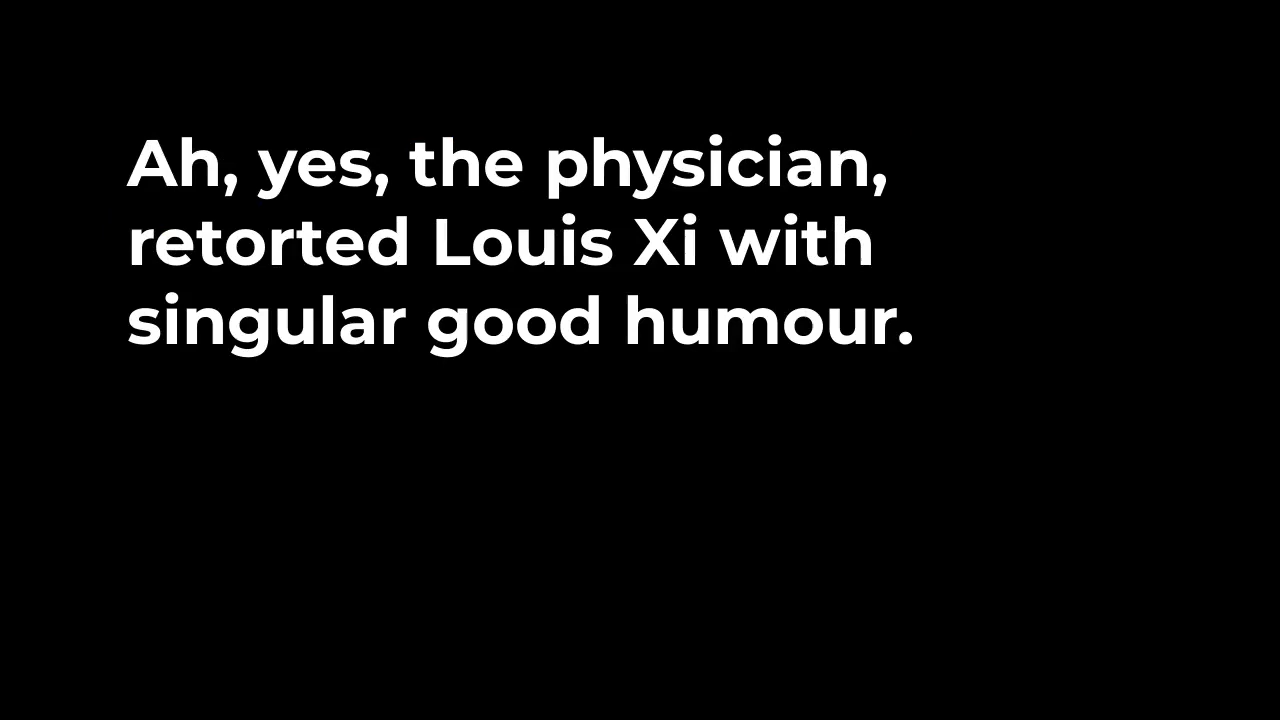 Ah, yes, the physician,
retorted Louis Xi with
singular good humour.